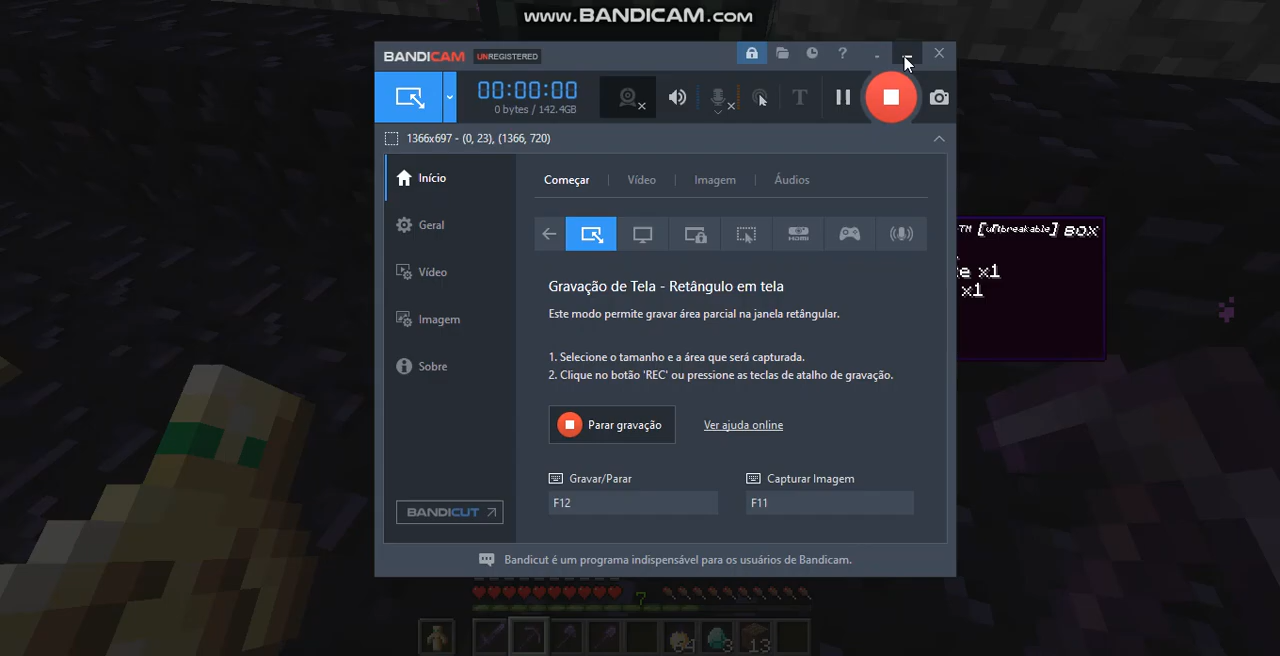 www.BANDICAM.com
BANDICAM UNREGISTERED
00:00:00
0 bytes / 142.4GB
1366x697 - (0, 23), (1366, 720)
Início
Geral
Vídeo
Imagem
Sobre
BANDICUT
Começar | Vídeo | Imagem | Áudios
HDMI
Gravação de Tela - Retângulo em tela
Este modo permite gravar área parcial na janela retângular.
1. Selecione o tamanho e a área que será capturada.
2. Clique no botão 'REC' ou pressione as teclas de atalho de gravação.
Parar gravação
Ver ajuda online
Gravar/Parar
F12
Capturar Imagem
F11
Bandicut é um programa indispensável para os usuários de Bandicam.
[unbreakable] BOX
x1
x1
7
64
3
13